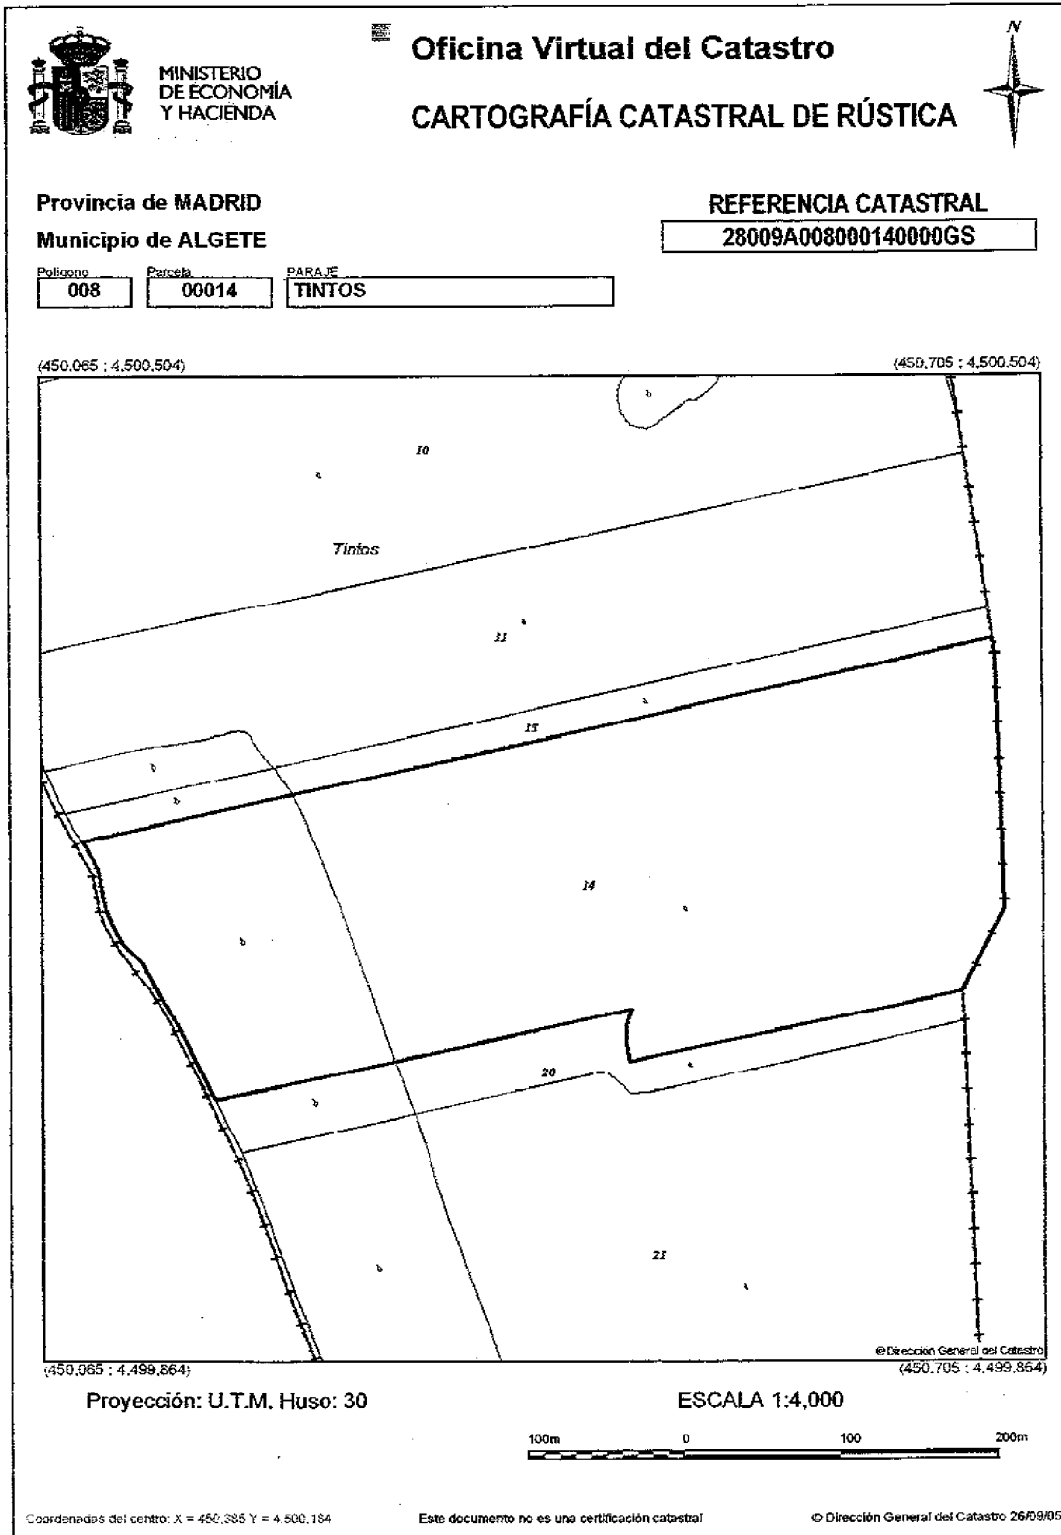 N
Oficina Virtual del Catastro
MINISTERIO
DE ECONOMÍA
Y HACIENDA
CARTOGRAFÍA CATASTRAL DE RÚSTICA
Provincia de MADRID
REFERENCIA CATASTRAL
Municipio de ALGETE
28009A008000140000GS
Polígono
Parcela
PARAJE
008
00014
TINTOS
(450,065 ; 4,500,504)
(450,705 ; 4,500,504)
b
10
a
Tintos
a
11
a
15
b
b
14
a
b
20
a
b
21
b
a
© Dirección General del Catastro
(450,065 ; 4,499,864)
(450,705 ; 4,499,864)
Proyección: U.T.M. Huso: 30
ESCALA 1:4,000
100m
0
100
200m
Coordenadas del centro: X = 450,385 Y = 4,500,184
Este documento no es una certificación catastral
© Dirección General del Catastro 26/09/05